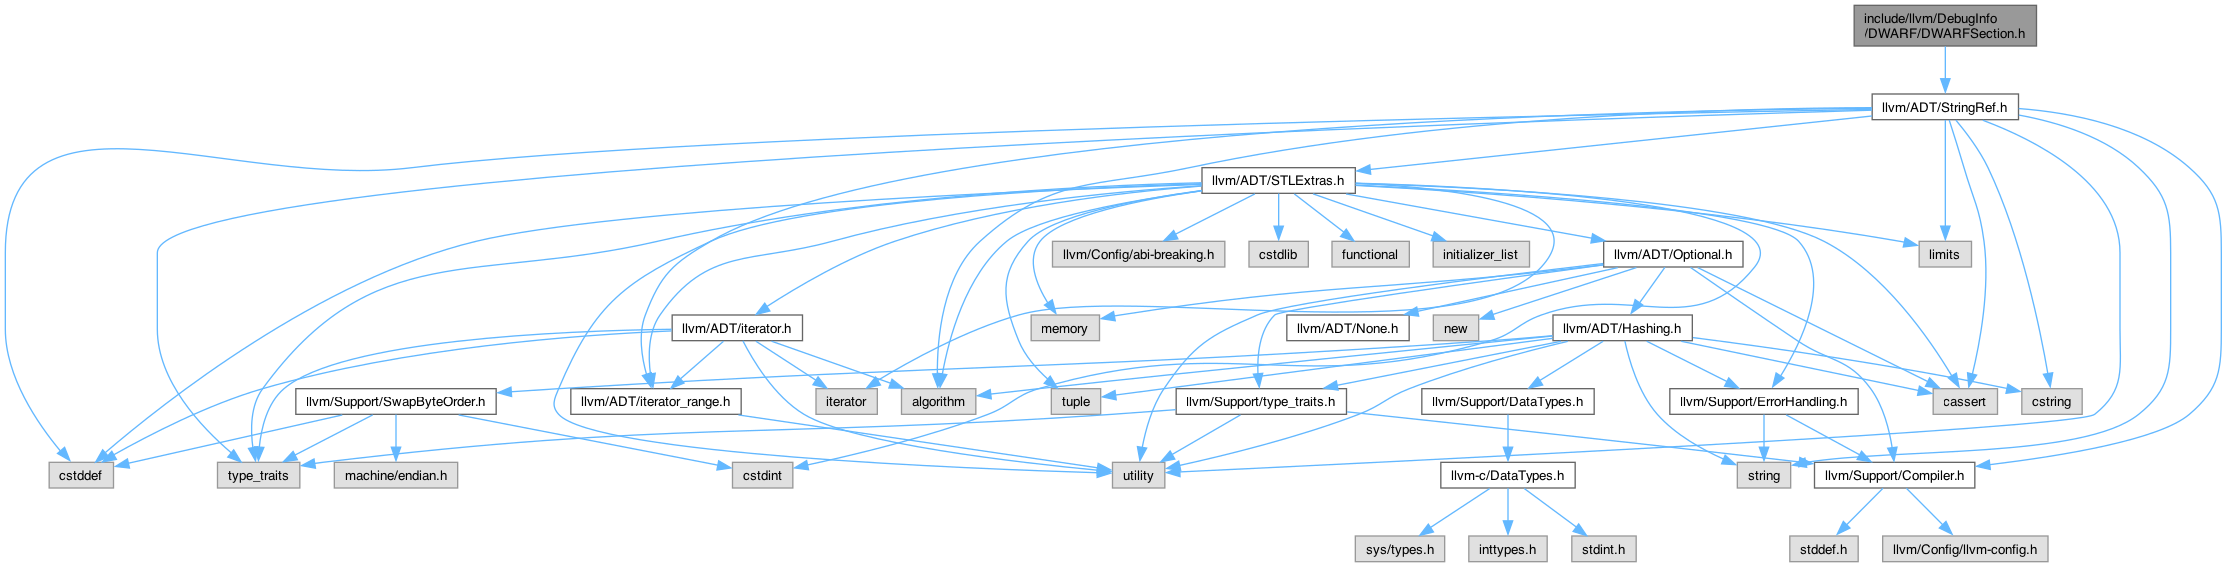 include/llvm/DebugInfo
/DWARF/DWARFSection.h
llvm/ADT/StringRef.h
llvm/ADT/STLExtras.h
llvm/Config/abi-breaking.h
cstdlib
functional
initializer_list
llvm/ADT/Optional.h
limits
llvm/ADT/iterator.h
memory
llvm/ADT/None.h
new
llvm/ADT/Hashing.h
llvm/Support/SwapByteOrder.h
llvm/ADT/iterator_range.h
iterator
algorithm
tuple
llvm/Support/type_traits.h
llvm/Support/DataTypes.h
llvm/Support/ErrorHandling.h
cassert
cstring
cstddef
type_traits
machine/endian.h
cstdint
utility
llvm-c/DataTypes.h
string
llvm/Support/Compiler.h
sys/types.h
inttypes.h
stdint.h
stddef.h
llvm/Config/llvm-config.h